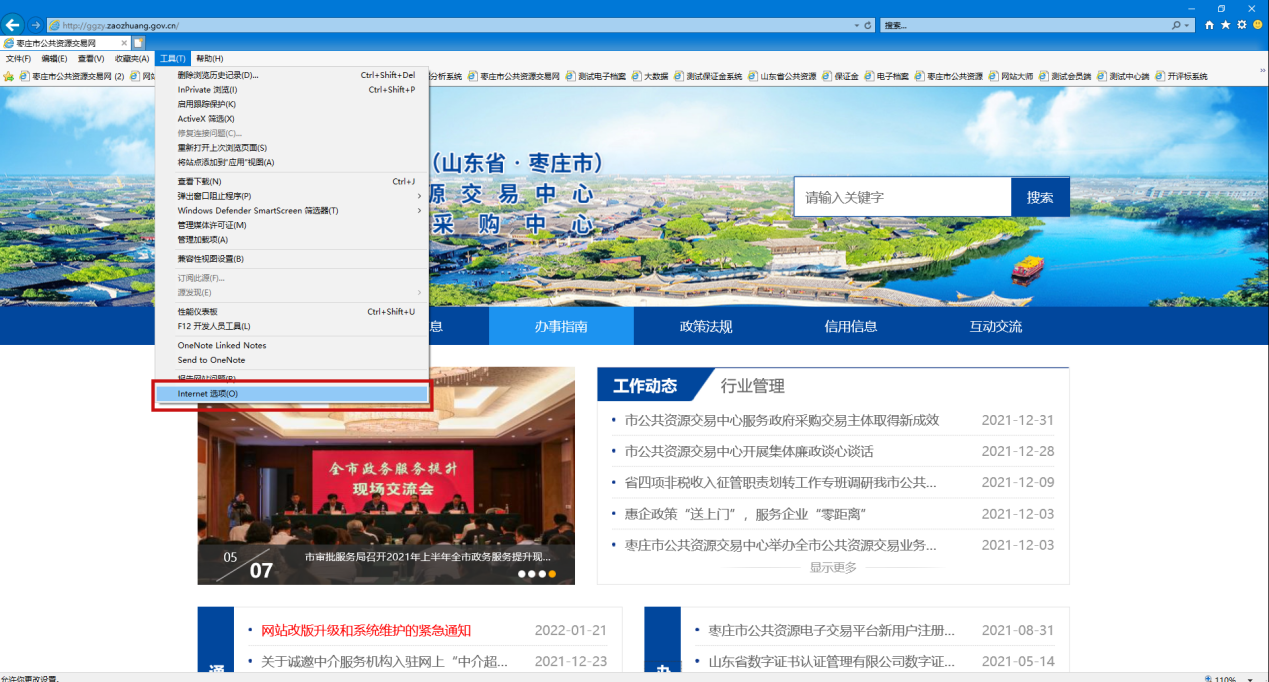 http://ggzy.zaozhuang.gov.cn/
搜索...
枣庄市公共资源交易网
文件(F) 编辑(E) 查看(V) 收藏夹(A) 工具(T) 帮助(H)
枣庄市公共资源交易网 (2) 网站 分析系统 枣庄市公共资源交易网 测试电子档案 大数据 测试保证金系统 山东省公共资源 保证金 电子档案 枣庄市公共资源 网站大师 测试会员端 测试中心端 开评标系统
删除浏览历史记录(D)... Ctrl+Shift+Del
InPrivate 浏览(I) Ctrl+Shift+P
启用跟踪保护(K)
ActiveX 筛选(X)
修复连接问题(C)...
重新打开上次浏览页面(S)
将站点添加到"应用"视图(A)
查看下载(N) Ctrl+J
弹出窗口阻止程序(P)
Windows Defender SmartScreen 筛选器(T)
管理媒体许可证(M)
管理加载项(A)
兼容性视图设置(B)
订阅此源(F)...
源发现(E)
性能仪表板 Ctrl+Shift+U
F12 开发人员工具(L)
OneNote Linked Notes
Send to OneNote
报告网站问题(R)
Internet 选项(O)
（山东省·枣庄市）
源交易中心
采购中心
请输入关键字 搜索
息 办事指南 政策法规 信用信息 互动交流
全市政务服务提升
现场交流会
05
07
市审批服务局召开2021年上半年全市政务服务提升现...
工作动态 行业管理
市公共资源交易中心服务政府采购交易主体取得新成效 2021-12-31
市公共资源交易中心开展集体廉政谈心谈话 2021-12-28
省四项非税收入征管职责划转工作专班调研我市公共... 2021-12-09
惠企政策“送上门”，服务企业“零距离” 2021-12-03
枣庄市公共资源交易中心举办全市公共资源交易业务... 2021-12-03
显示更多
通
网站改版升级和系统维护的紧急通知 2022-01-21
关于诚邀中介服务机构入驻网上“中介超... 2021-12-23
办
枣庄市公共资源电子交易平台新用户注册... 2021-08-31
山东省数字证书认证管理有限公司数字证... 2021-05-14
允许你更改设置。
110%